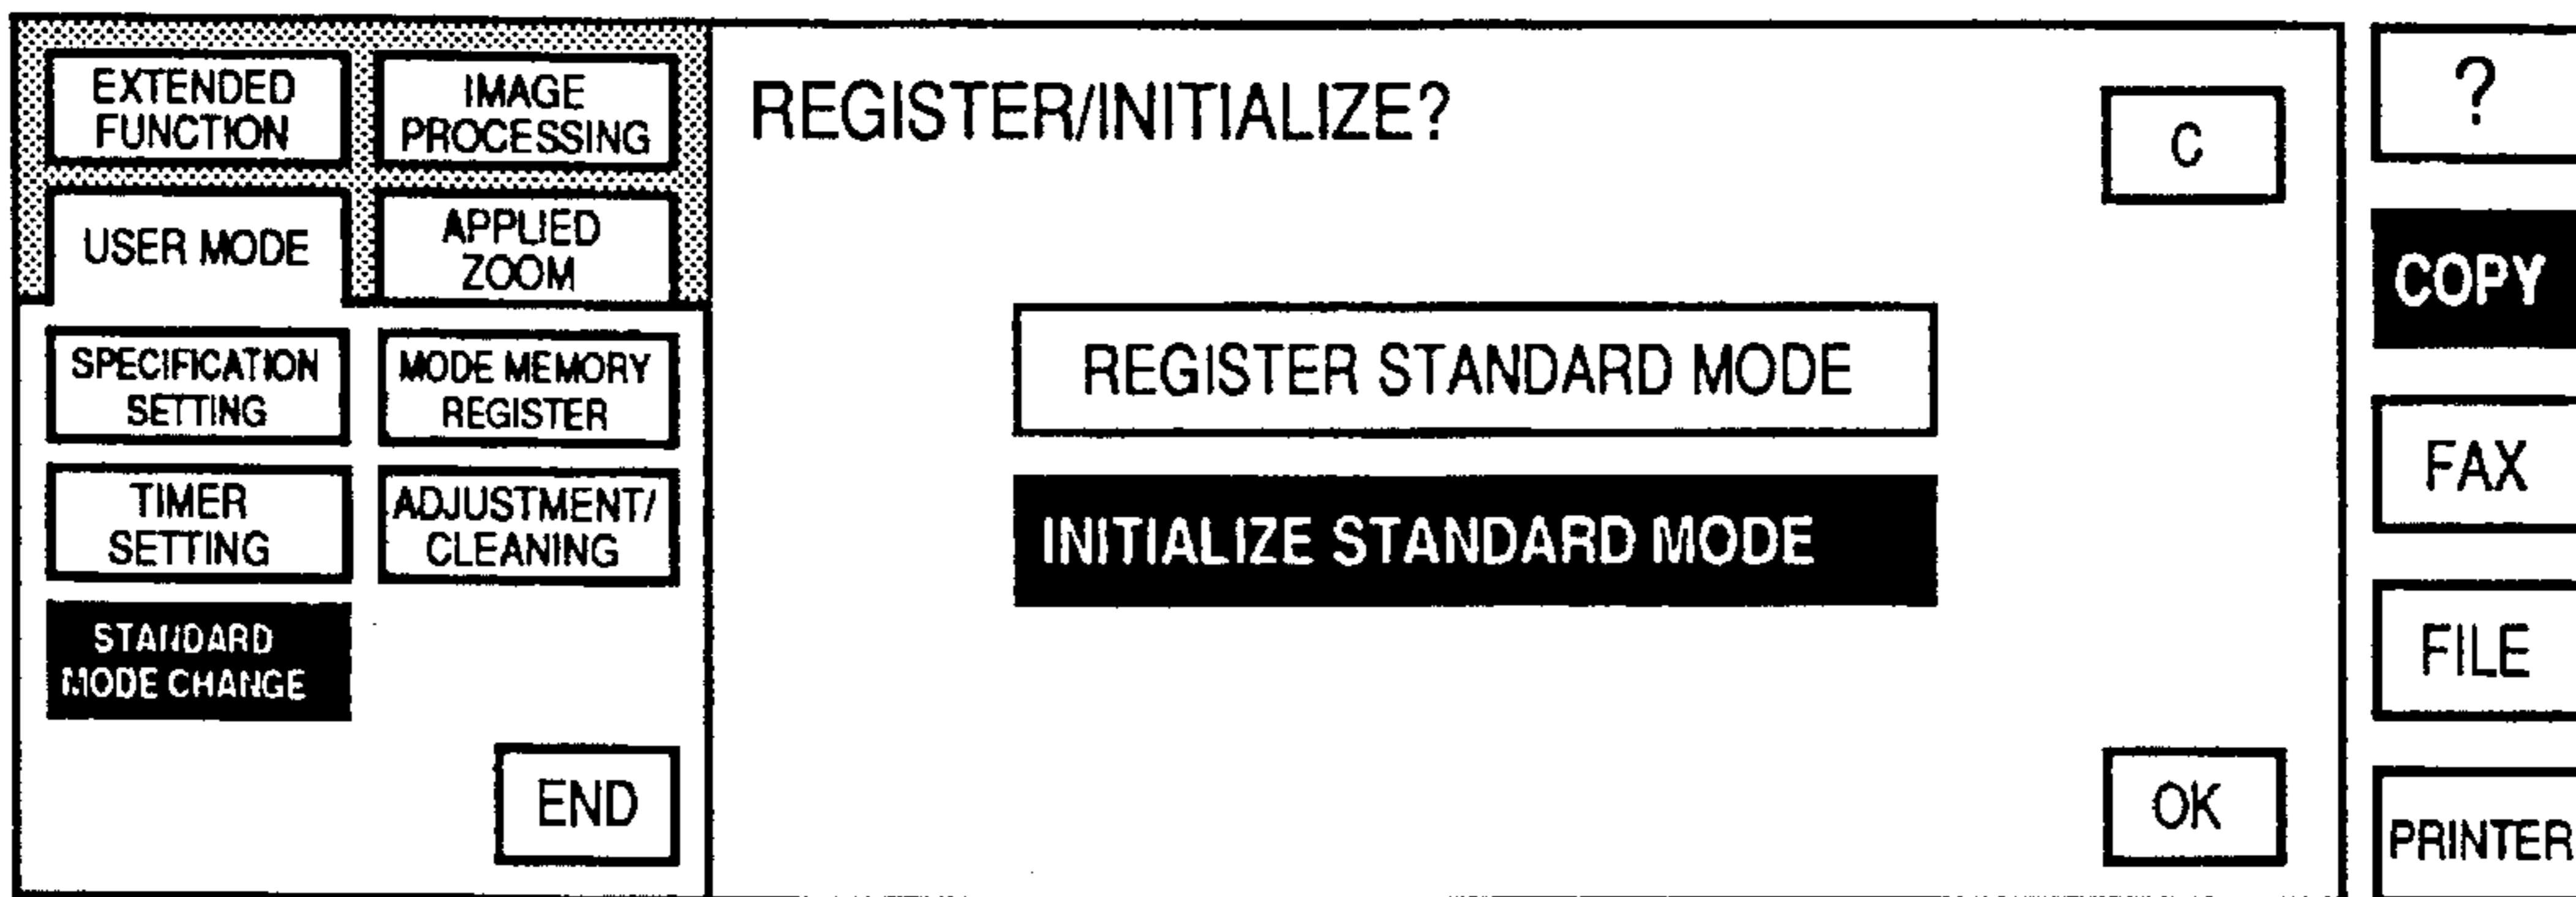 EXTENDED
FUNCTION
IMAGE
PROCESSING
USER MODE
APPLIED
ZOOM
SPECIFICATION
SETTING
MODE MEMORY
REGISTER
TIMER
SETTING
ADJUSTMENT/
CLEANING
STANDARD
MODE CHANGE
END
REGISTER/INITIALIZE?
C
REGISTER STANDARD MODE
INITIALIZE STANDARD MODE
OK
?
COPY
FAX
FILE
PRINTER